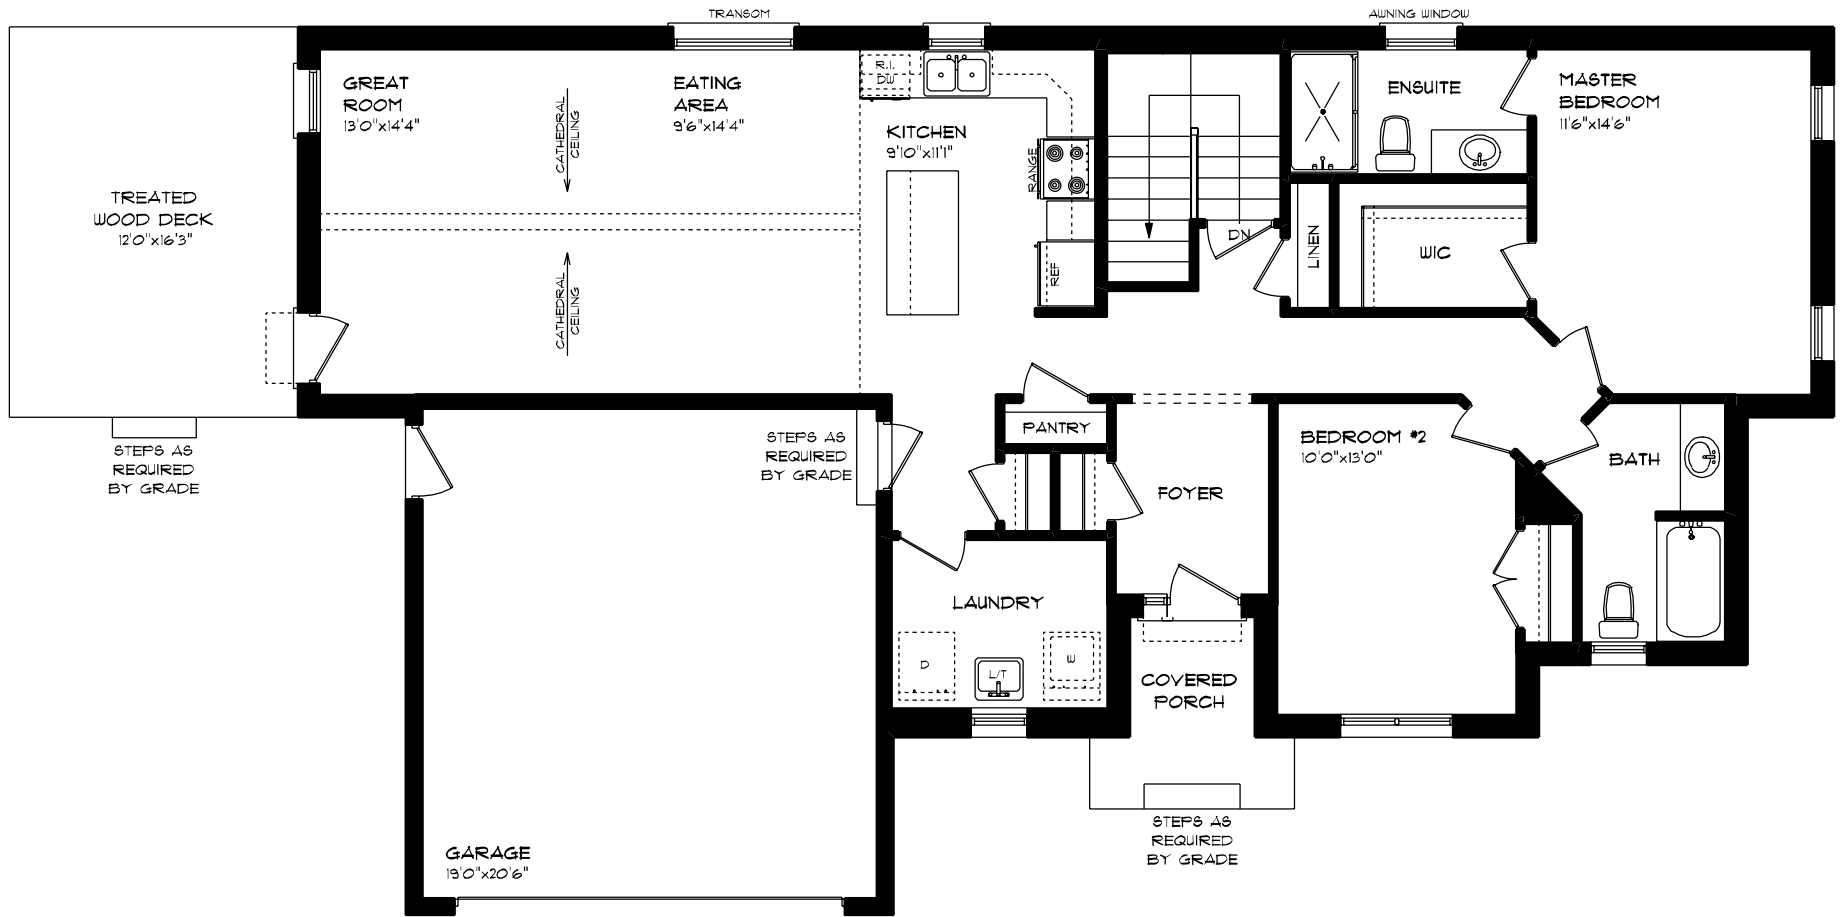 TRANSOM
AWNING WINDOW
GREAT
ROOM
13'0"x14'4"
EATING
AREA
9'6"x14'4"
CATHEDRAL
CEILING
R.I.
DW
KITCHEN
9'10"x11'1"
RANGE
REF
ENSUITE
MASTER
BEDROOM
11'6"x14'6"
TREATED
WOOD DECK
12'0"x16'3"
CATHEDRAL
CEILING
DN
LINEN
WIC
STEPS AS
REQUIRED
BY GRADE
STEPS AS
REQUIRED
BY GRADE
PANTRY
FOYER
BEDROOM #2
10'0"x13'0"
BATH
LAUNDRY
D
L/T
W
COVERED
PORCH
STEPS AS
REQUIRED
BY GRADE
GARAGE
19'0"x20'6"